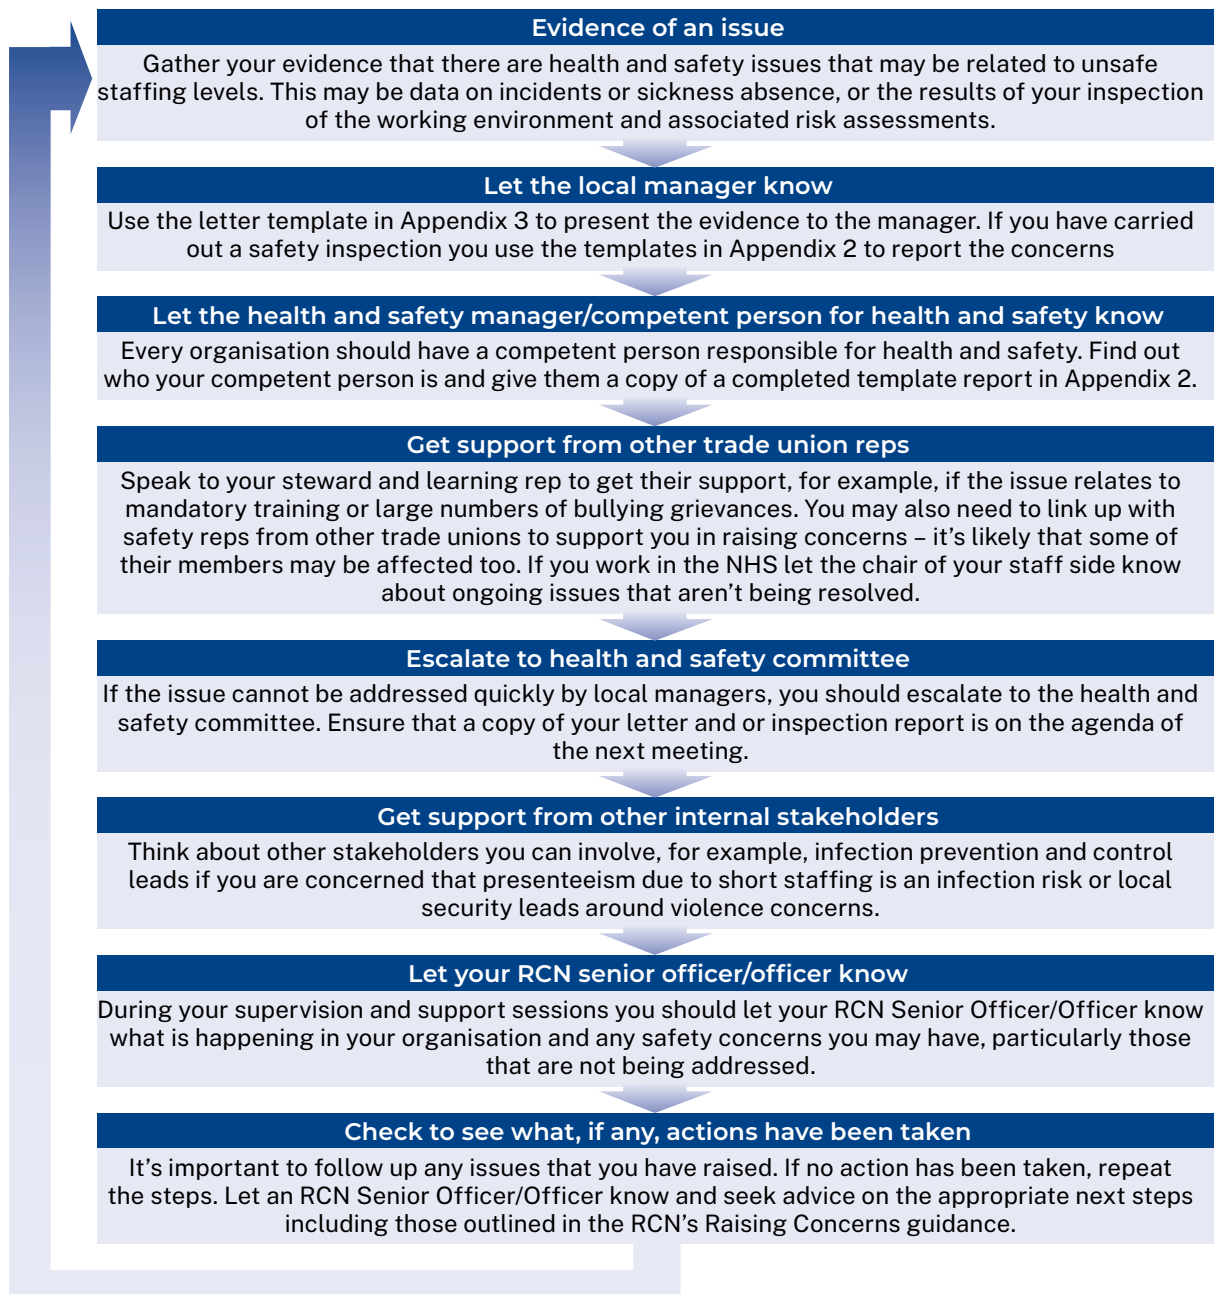 Evidence of an issue
Gather your evidence that there are health and safety issues that may be related to unsafe
staffing levels. This may be data on incidents or sickness absence, or the results of your inspection
of the working environment and associated risk assessments.
Let the local manager know
Use the letter template in Appendix 3 to present the evidence to the manager. If you have carried
out a safety inspection you use the templates in Appendix 2 to report the concerns
Let the health and safety manager/competent person for health and safety know
Every organisation should have a competent person responsible for health and safety. Find out
who your competent person is and give them a copy of a completed template report in Appendix 2.
Get support from other trade union reps
Speak to your steward and learning rep to get their support, for example, if the issue relates to
mandatory training or large numbers of bullying grievances. You may also need to link up with
safety reps from other trade unions to support you in raising concerns – it’s likely that some of
their members may be affected too. If you work in the NHS let the chair of your staff side know
about ongoing issues that aren’t being resolved.
Escalate to health and safety committee
If the issue cannot be addressed quickly by local managers, you should escalate to the health and
safety committee. Ensure that a copy of your letter and or inspection report is on the agenda of
the next meeting.
Get support from other internal stakeholders
Think about other stakeholders you can involve, for example, infection prevention and control
leads if you are concerned that presenteeism due to short staffing is an infection risk or local
security leads around violence concerns.
Let your RCN senior officer/officer know
During your supervision and support sessions you should let your RCN Senior Officer/Officer know
what is happening in your organisation and any safety concerns you may have, particularly those
that are not being addressed.
Check to see what, if any, actions have been taken
It’s important to follow up any issues that you have raised. If no action has been taken, repeat
the steps. Let an RCN Senior Officer/Officer know and seek advice on the appropriate next steps
including those outlined in the RCN’s Raising Concerns guidance.